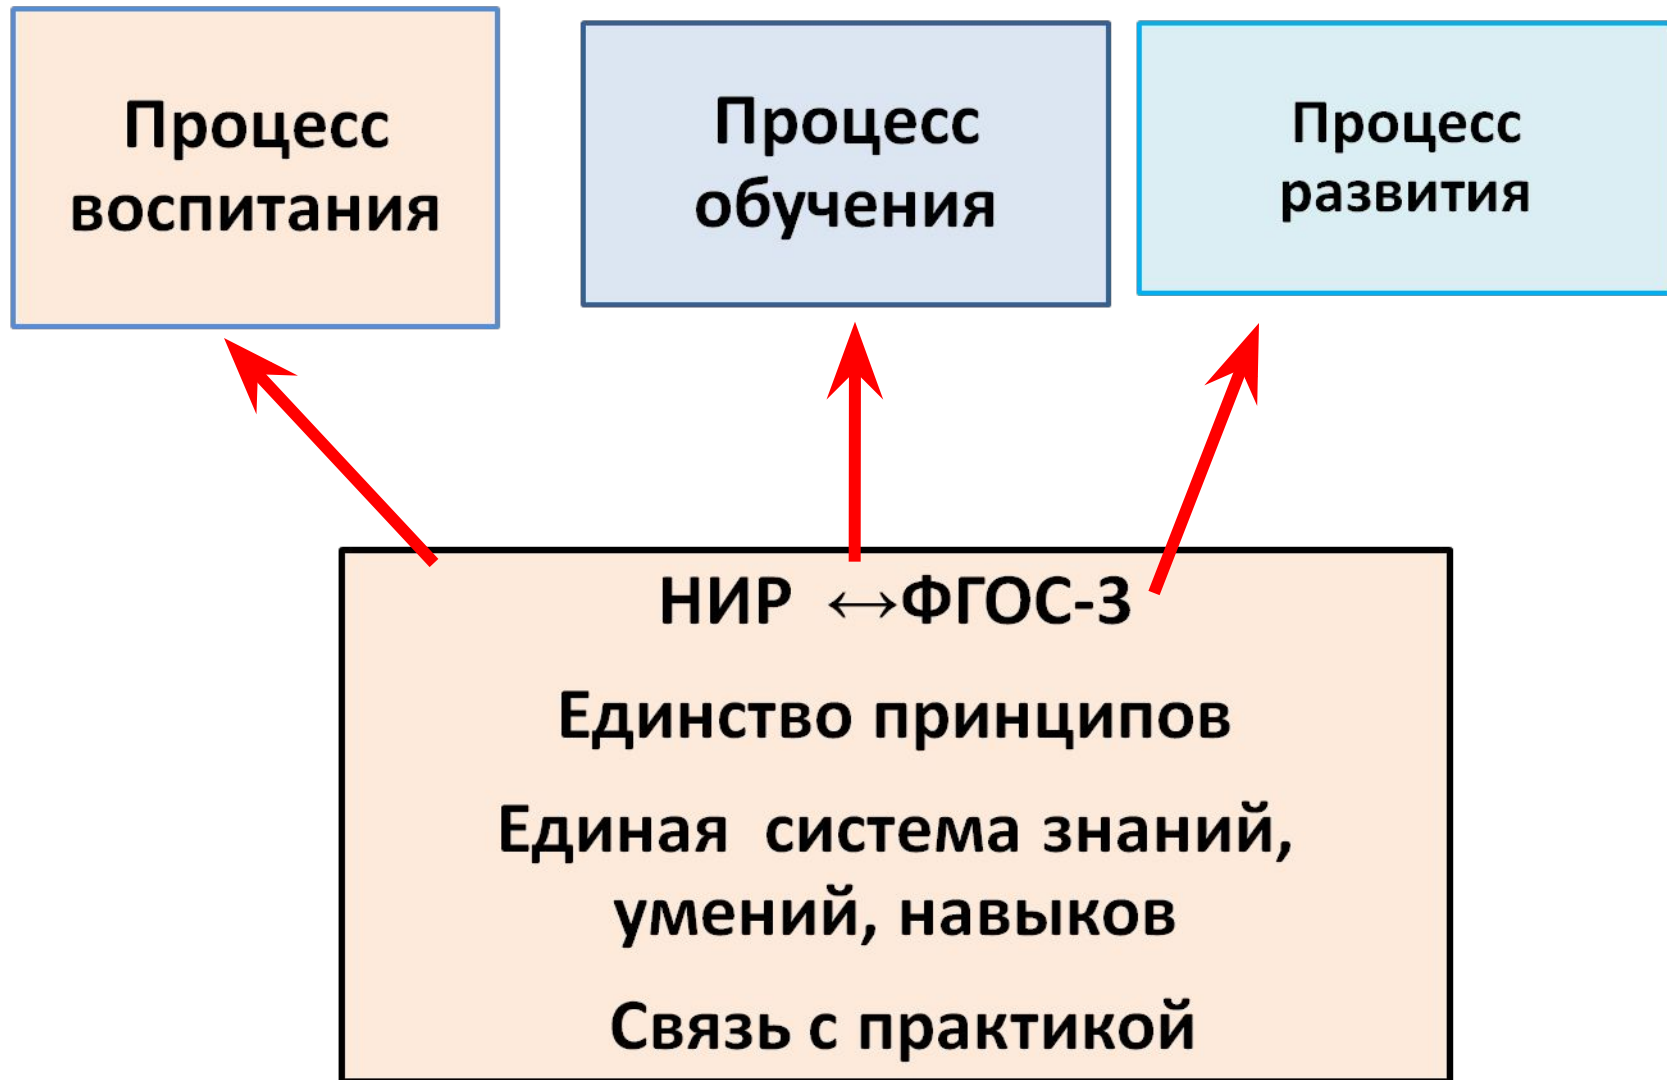 Процесс
воспитания
Процесс
обучения
Процесс
развития
НИР ↔ФГОС-3
Единство принципов
Единая система знаний,
умений, навыков
Связь с практикой